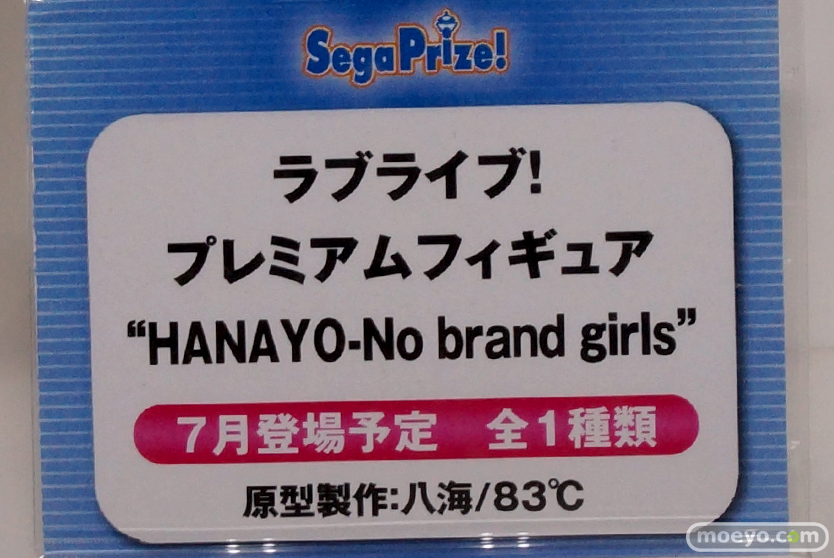 SegaPrize!
ラブライブ!
プレミアムフィギュア
“HANAYO-No brand girls”
7月登場予定　全1種類
原型製作:八海/83℃
moeyo.com